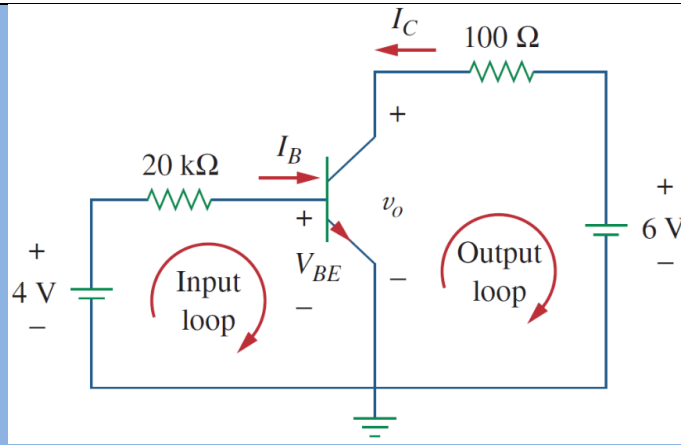 I_C
100 Ω
+
I_B
20 kΩ
+
v_o
+
6 V
−
+
4 V
−
Input
loop
V_BE
−
−
Output
loop